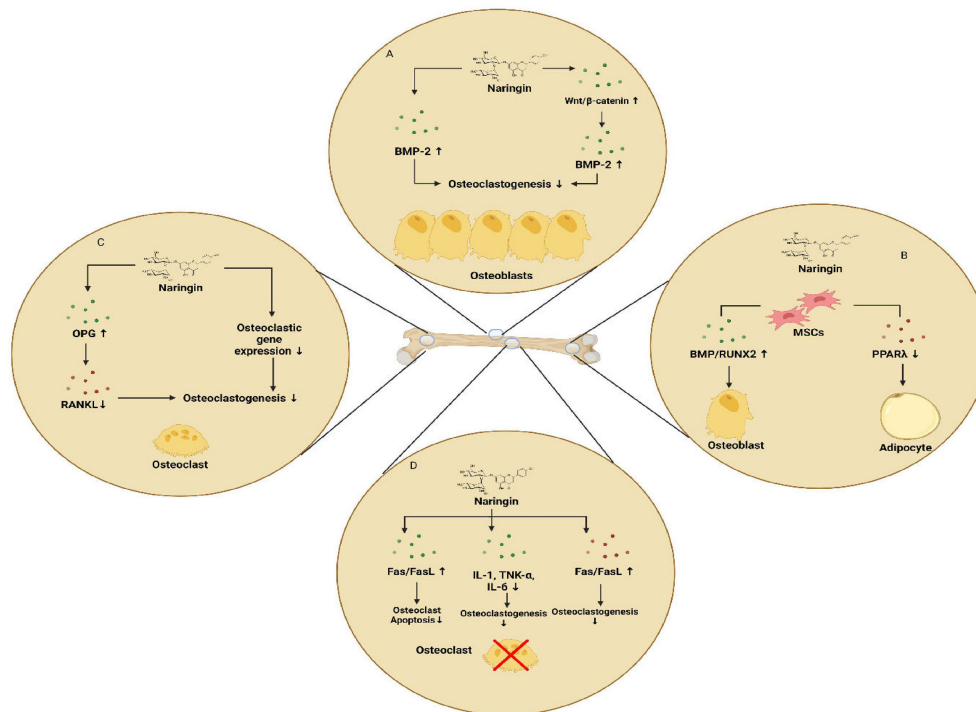 A
Naringin
Wnt/β-catenin ↑
BMP-2 ↑
BMP-2 ↑
Osteoclastogenesis ↓
Osteoblasts
C
Naringin
OPG ↑
Osteoclastic
gene
expression ↓
RANKL↓
Osteoclastogenesis ↓
Osteoclast
B
Naringin
MSCs
BMP/RUNX2 ↑
PPARλ ↓
Osteoblast
Adipocyte
D
Naringin
Fas/FasL ↑
IL-1, TNK-α,
IL-6 ↓
Fas/FasL ↑
Osteoclast
Apoptosis↓
Osteoclastogenesis
↓
Osteoclastogenesis
↓
Osteoclast